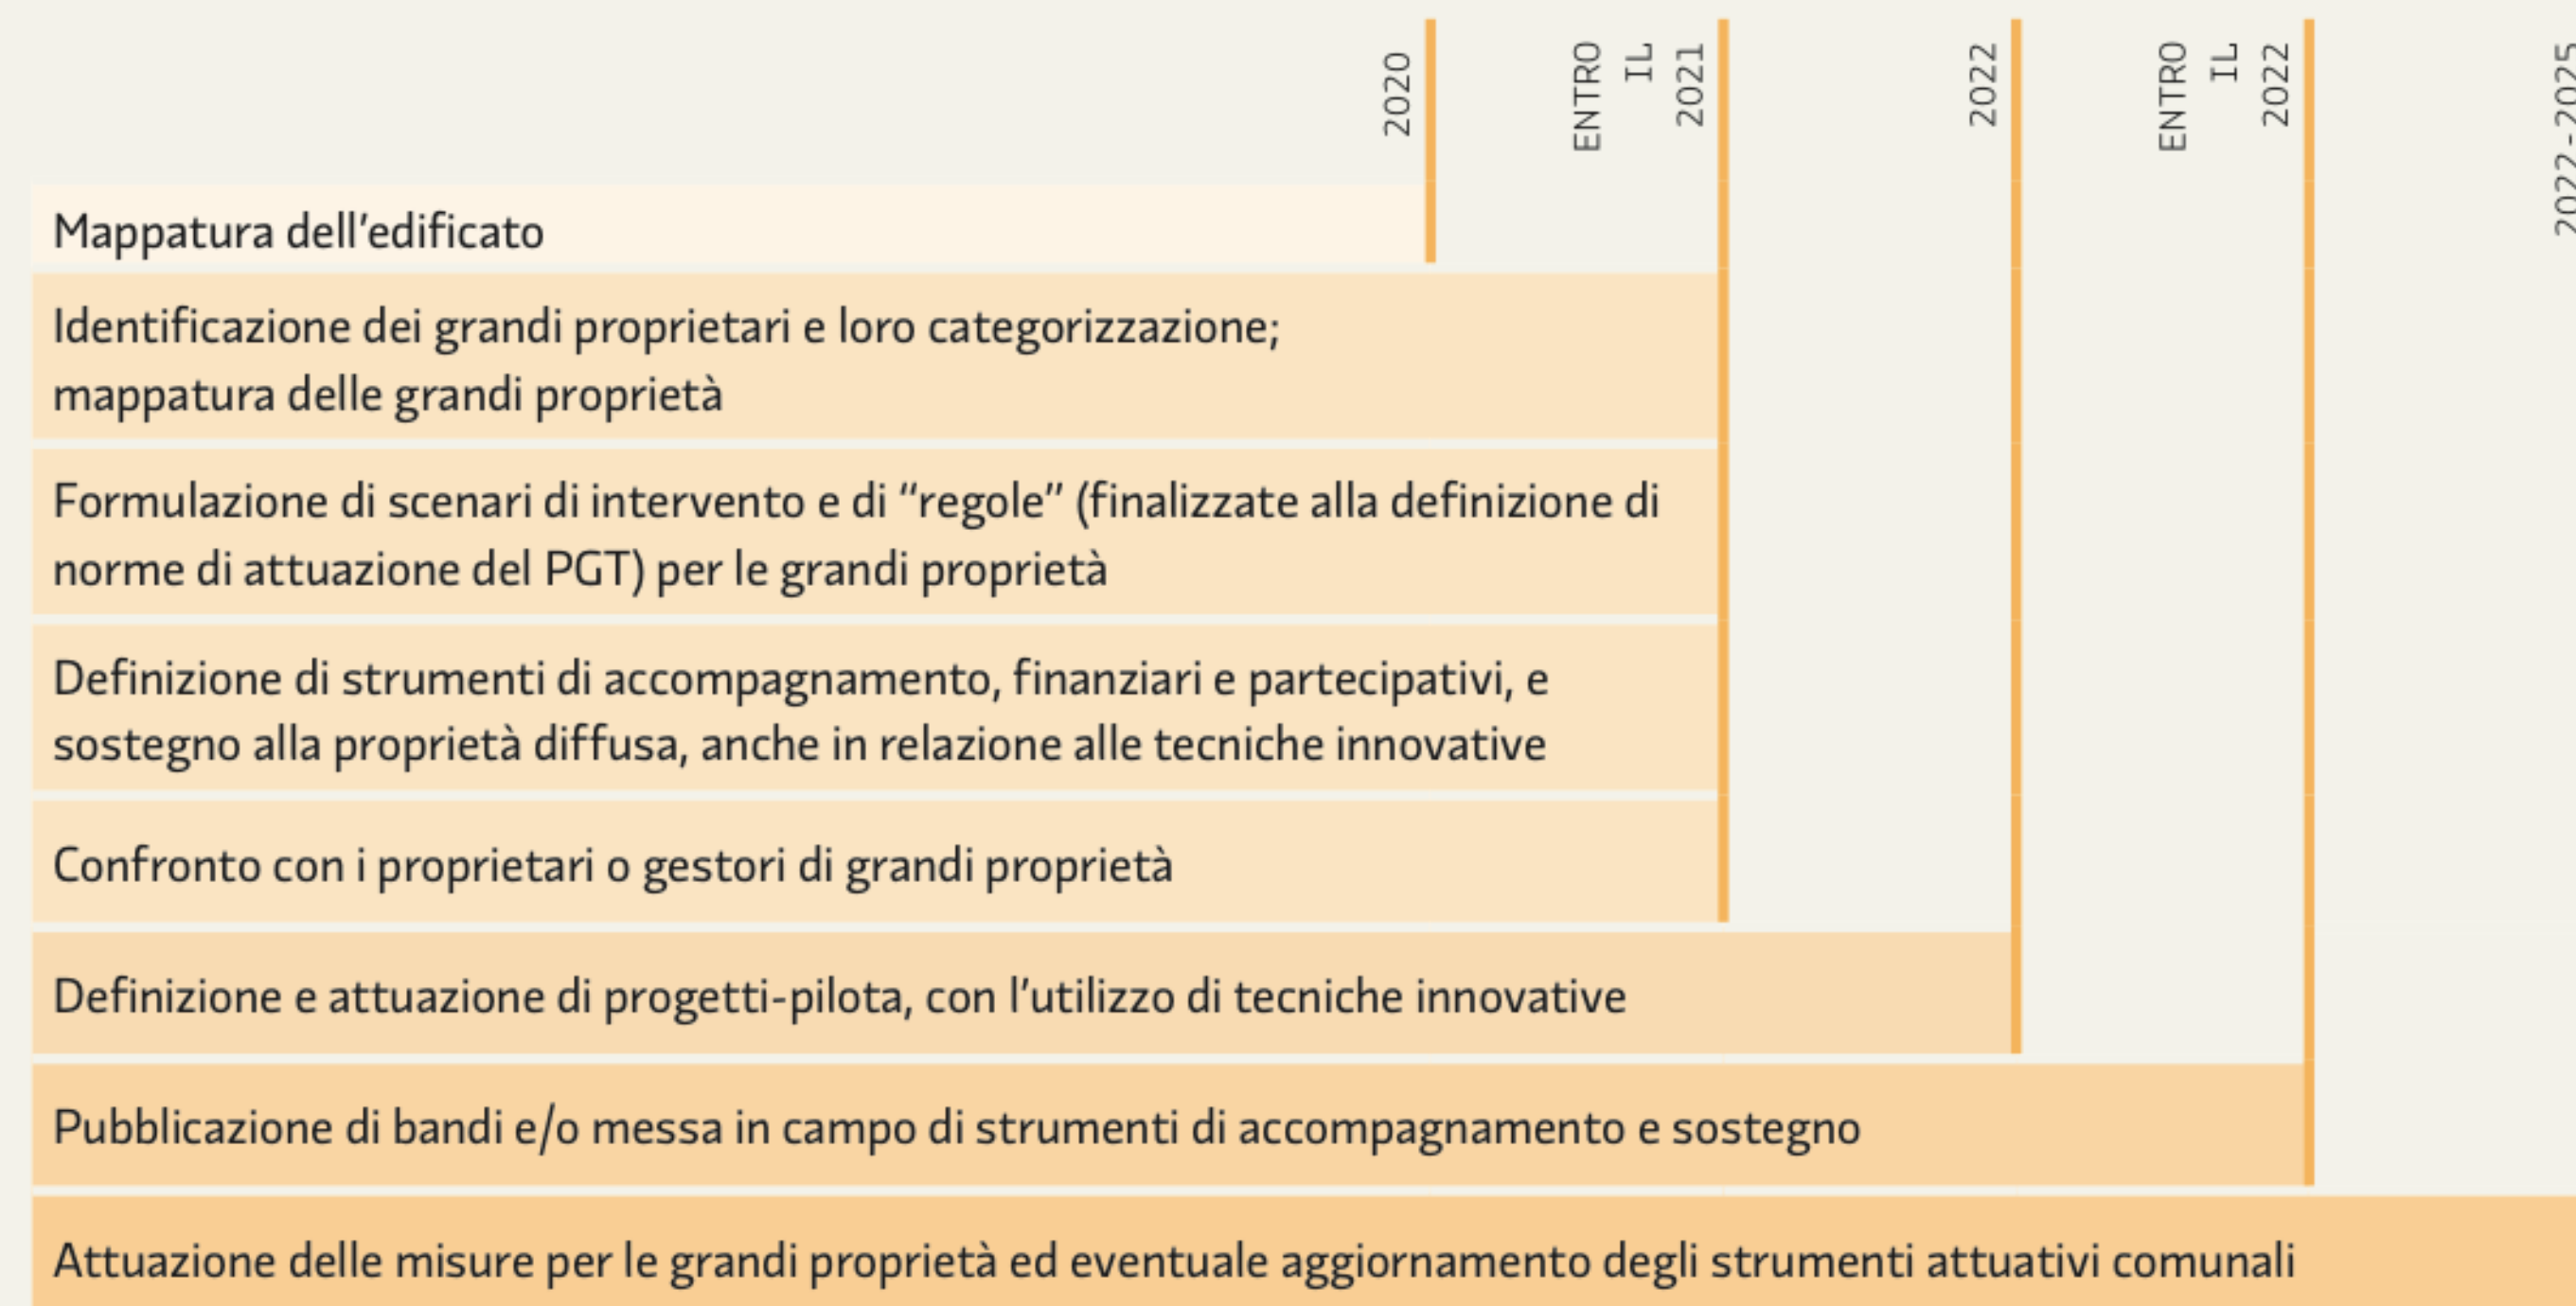 2020
ENTRO
IL
2021
2022
ENTRO
IL
2022
2022-2025
Mappatura dell’edificato
Identificazione dei grandi proprietari e loro categorizzazione;
mappatura delle grandi proprietà
Formulazione di scenari di intervento e di “regole” (finalizzate alla definizione di
norme di attuazione del PGT) per le grandi proprietà
Definizione di strumenti di accompagnamento, finanziari e partecipativi, e
sostegno alla proprietà diffusa, anche in relazione alle tecniche innovative
Confronto con i proprietari o gestori di grandi proprietà
Definizione e attuazione di progetti-pilota, con l’utilizzo di tecniche innovative
Pubblicazione di bandi e/o messa in campo di strumenti di accompagnamento e sostegno
Attuazione delle misure per le grandi proprietà ed eventuale aggiornamento degli strumenti attuativi comunali